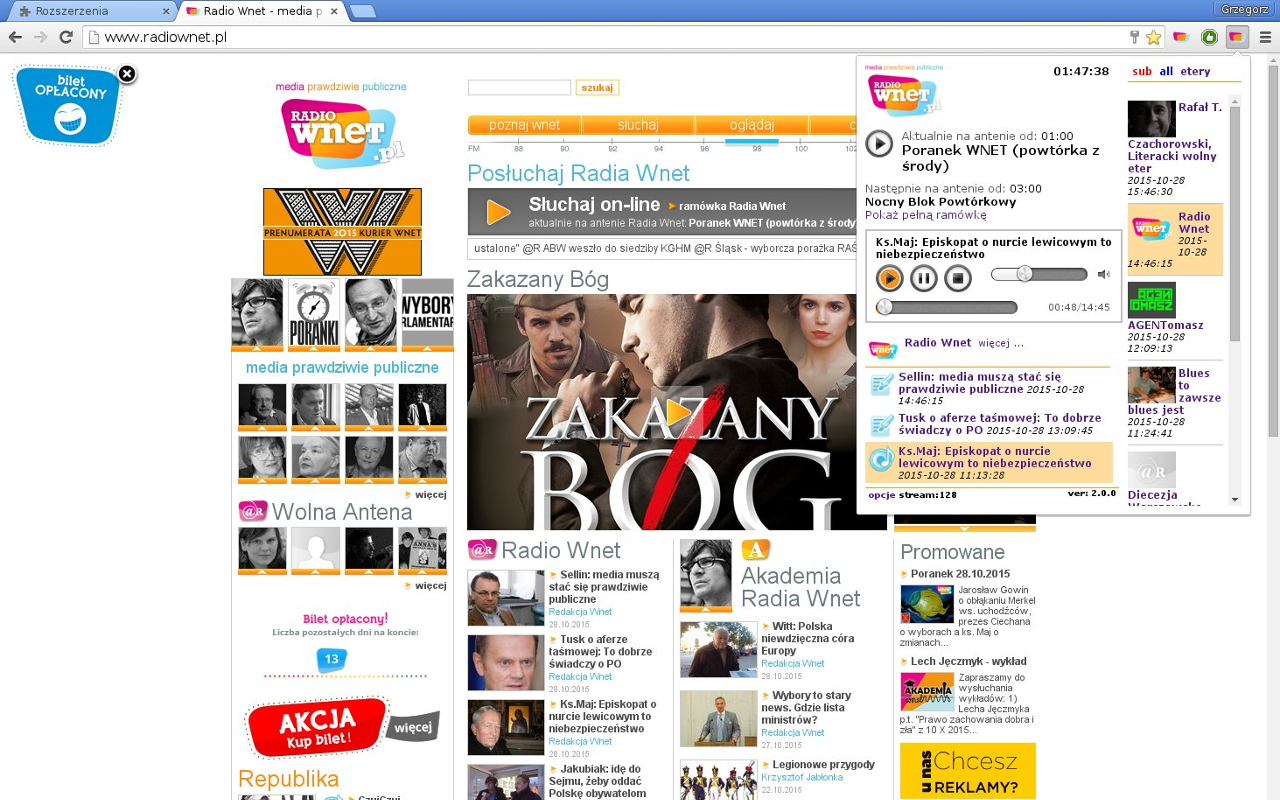 Rozszerzenia
Radio Wnet - media p
Grzegorz
www.radiownet.pl
bilet
OPŁACONY
media prawdziwie publiczne
RADIO
wnet
.pl
PRENUMERATA 2015 KURIER WNET
PORANKI
WYBORY
media prawdziwie publiczne
więcej
@R Wolna Antena
więcej
Bilet opłacony!
Liczba pozostałych dni na koncie:
13
AKCJA
Kup bilet!
więcej
Republika
CzujCzuj
szukaj
poznaj wnet
słuchaj
oglądaj
FM 88 90 92 94 96 98 100 102
Posłuchaj Radia Wnet
Słuchaj on-line ramówka Radia Wnet
aktualnie na antenie Radia Wnet: Poranek WNET (powtórka z środy
ustalone" @R ABW weszło do siedziby KGHM @R Śląsk - wyborcza porażka RAŚ
Zakazany Bóg
ZAKAZANY
BÓG
@R Radio Wnet
Sellin: media muszą
stać się prawdziwie
publiczne
Redakcja Wnet
28.10.2015
Tusk o aferze
taśmowej: To dobrze
świadczy o PO
Redakcja Wnet
28.10.2015
Ks.Maj: Episkopat o
nurcie lewicowym to
niebezpieczeństwo
Redakcja Wnet
28.10.2015
Jakubiak: idę do
Sejmu, żeby oddać
Polskę obywatelom
A
Akademia
Radia Wnet
Witt: Polska
niewdzięczna córa
Europy
Redakcja Wnet
28.10.2015
Wybory to stary
news. Gdzie lista
ministrów?
Redakcja Wnet
27.10.2015
Legionowe przygody
Krzysztof Jabłonka
22.10.2015
Promowane
Poranek 28.10.2015
Jarosław Gowin
o obłąkaniu Merkel
ws. uchodźców,
prezes Ciechana
o wyborach a ks. Maj o
zmianach...
Lech Jęczmyk - wykład
AKADEMIA
wnet
Zapraszamy do
wysłuchania
wykładów: 1)
Lecha Jęczmyka
p.t. "Prawo zachowania dobra i
zła" z 10 X 2015...
u nas
Chcesz
REKLAMY?
media prawdziwie publiczne
RADIO
wnet
.pl
01:47:38
Aktualnie na antenie od: 01:00
Poranek WNET (powtórka z
środy)
Następnie na antenie od: 03:00
Nocny Blok Powtórkowy
Pokaż pełną ramówkę
Ks.Maj: Episkopat o nurcie lewicowym to
niebezpieczeństwo
00:48/14:45
wnet
Radio Wnet więcej ...
Sellin: media muszą stać się
prawdziwie publiczne 2015-10-28
14:46:15
Tusk o aferze taśmowej: To dobrze
świadczy o PO 2015-10-28 13:09:45
Ks.Maj: Episkopat o nurcie
lewicowym to niebezpieczeństwo
2015-10-28 11:13:28
opcje stream:128
ver: 2.0.0
sub all etery
Rafał T.
Czachorowski,
Literacki wolny
eter
2015-10-28
15:46:30
wnet
Radio
Wnet
2015-
10-28
14:46:15
AGEN
TOMASZ
AGENTomasz
2015-10-28
12:09:13
Blues
to
zawsze
blues jest
2015-10-28
11:24:41
@R
Diecezja